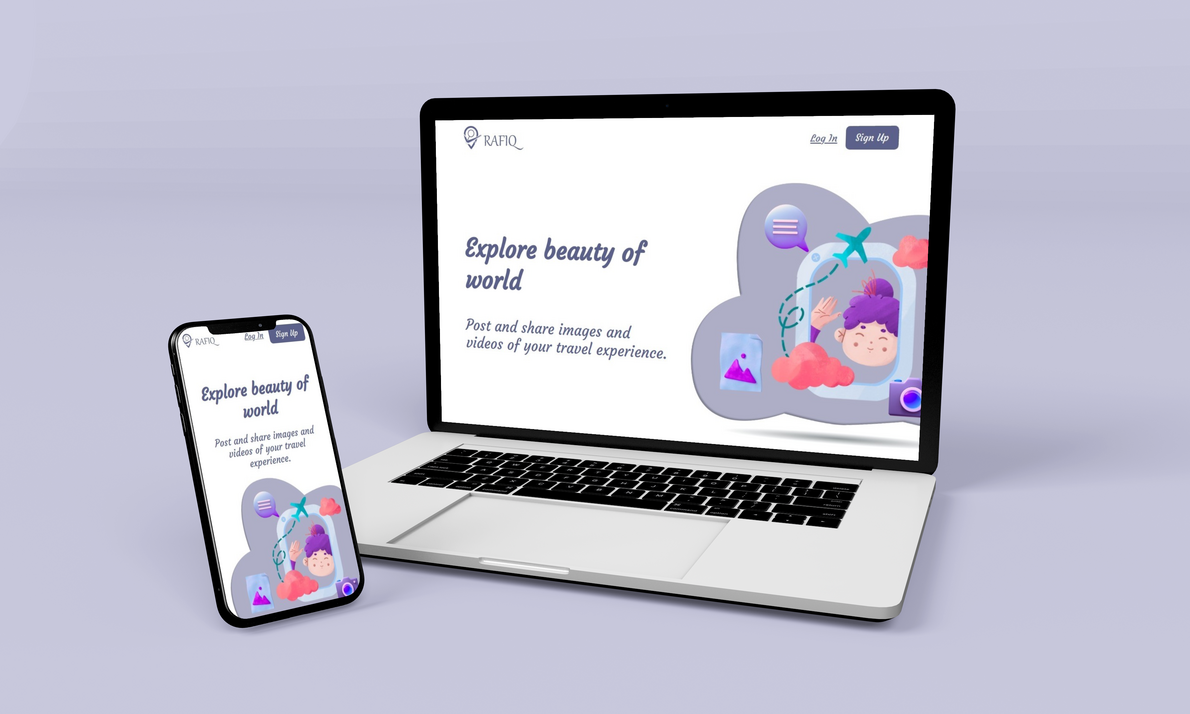 RAFIQ
Log In
Sign Up
Explore beauty of
world
Post and share images and
videos of your travel experience.
RAFIQ
Log In
Sign Up
Explore beauty of
world
Post and share images and
videos of your travel
experience.